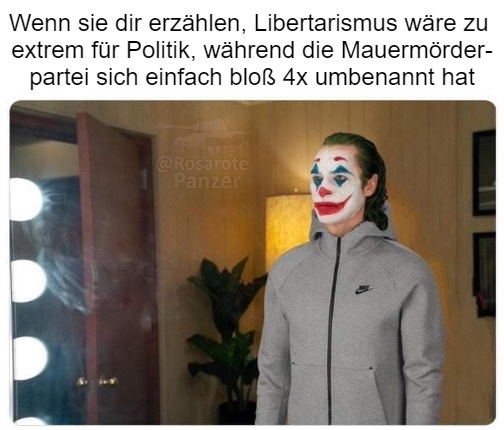 Wenn sie dir erzählen, Libertarismus wäre zu
extrem für Politik, während die Mauermörder-
partei sich einfach bloß 4x umbenannt hat
@Rosarote
Panzer
NIKE